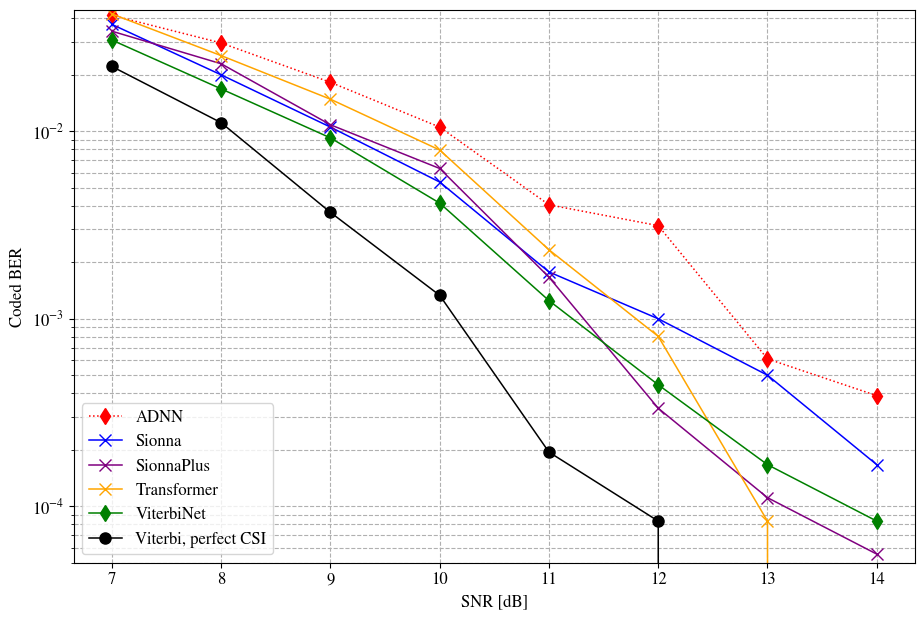 Coded BER
10⁻²
10⁻³
10⁻⁴
ADNN
Sionna
SionnaPlus
Transformer
ViterbiNet
Viterbi, perfect CSI
7 8 9 10 11 12 13 14
SNR [dB]